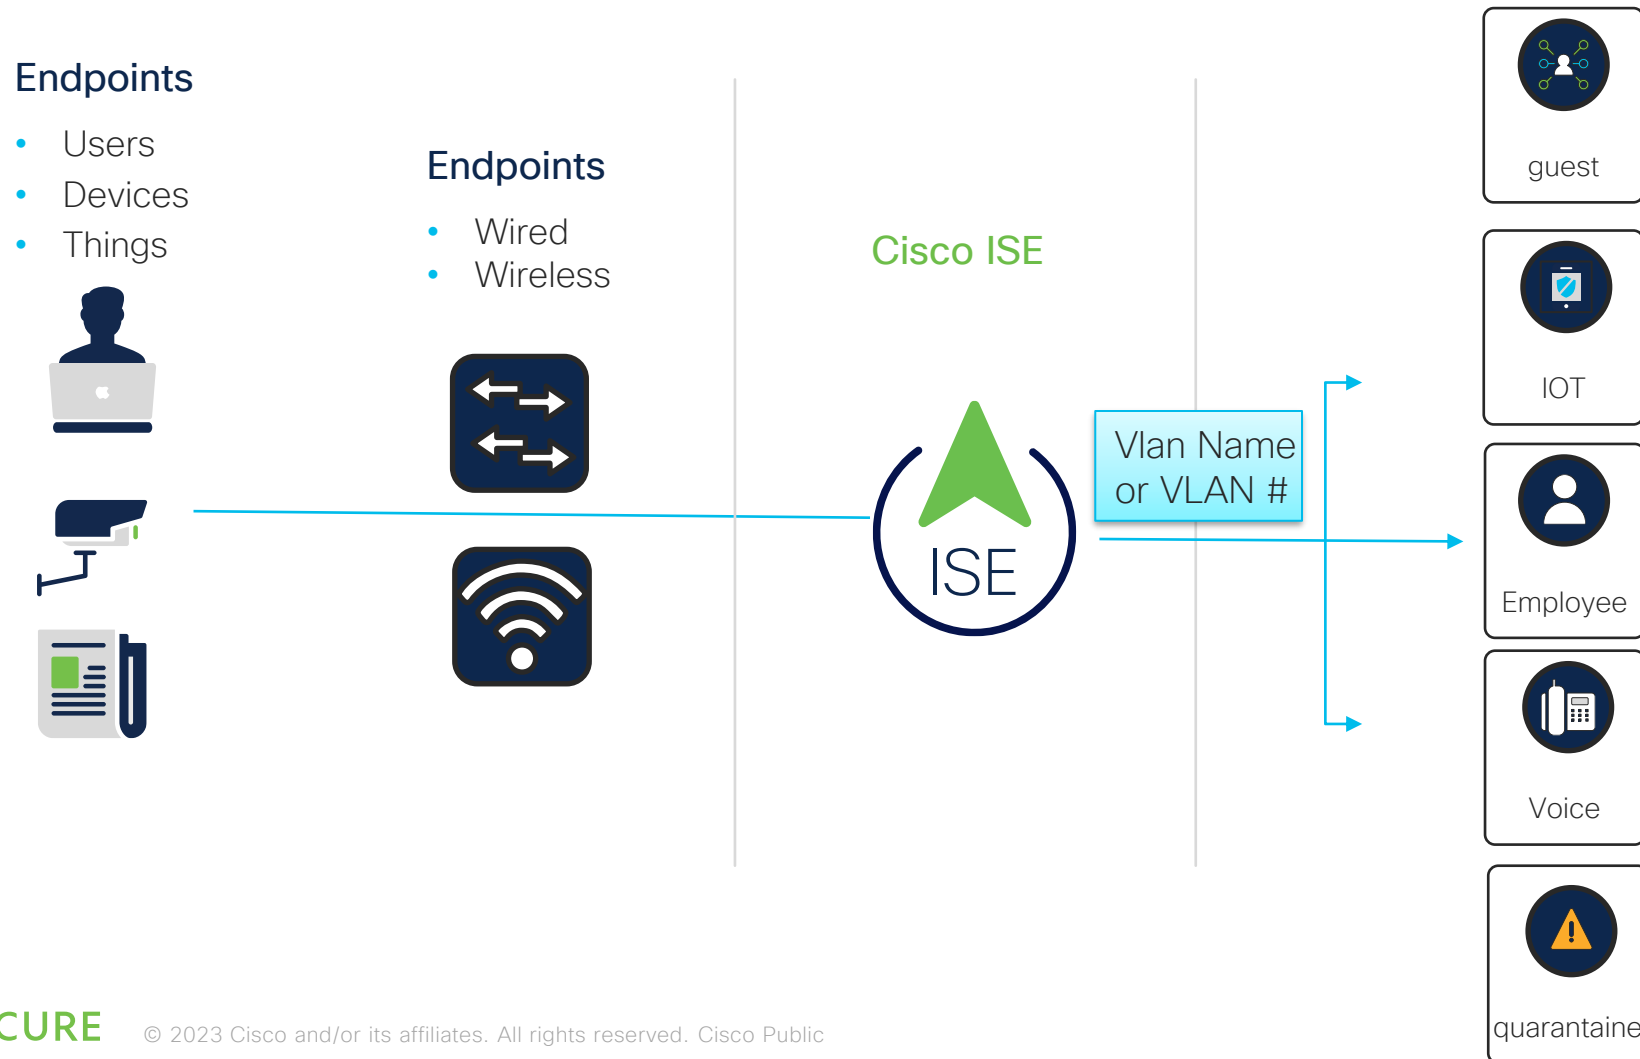 Endpoints
• Users
• Devices
• Things
Endpoints
• Wired
• Wireless
Cisco ISE
ISE
Vlan Name
or VLAN #
guest
IOT
Employee
Voice
quarantaine
CURE © 2023 Cisco and/or its affiliates. All rights reserved. Cisco Public